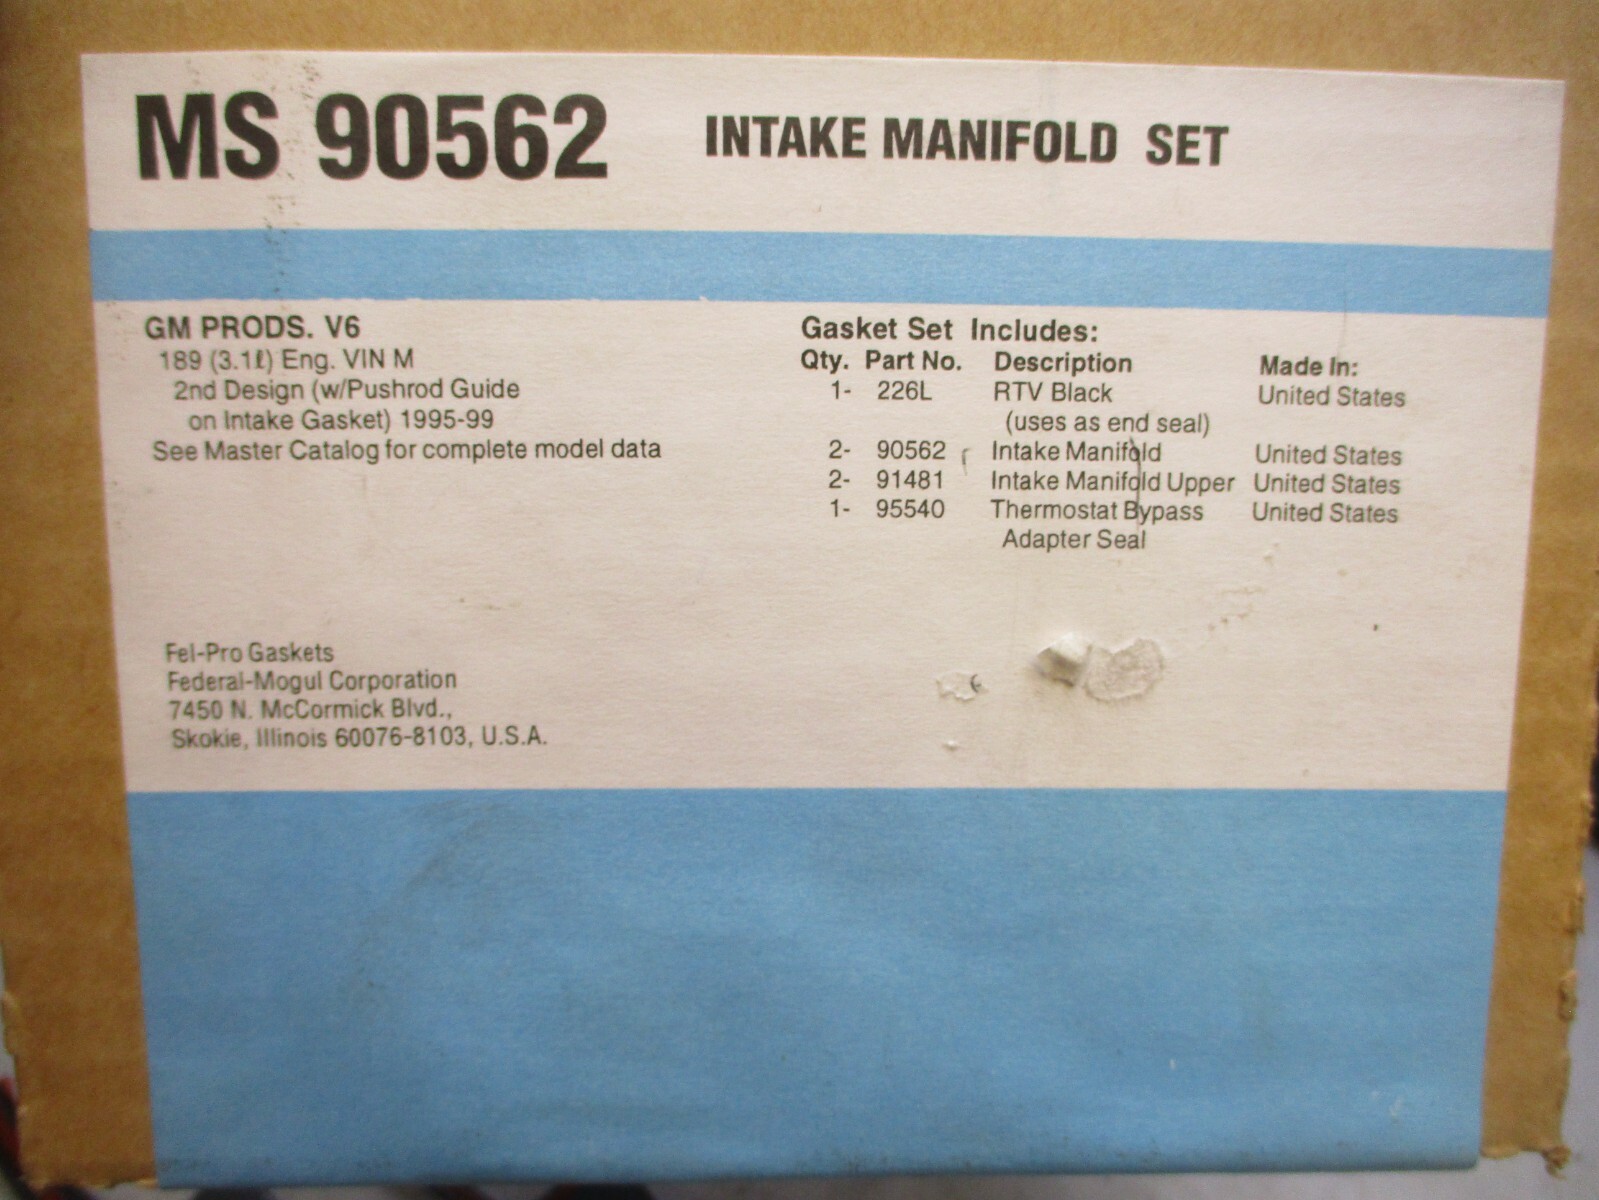 MS 90562 INTAKE MANIFOLD SET
GM PRODS. V6
189 (3.1ℓ) Eng. VIN M
2nd Design (w/Pushrod Guide
on Intake Gasket) 1995-99
See Master Catalog for complete model data
Gasket Set Includes:
Qty. Part No. Description Made In:
1- 226L RTV Black United States
(uses as end seal)
2- 90562 Intake Manifold United States
2- 91481 Intake Manifold Upper United States
1- 95540 Thermostat Bypass United States
Adapter Seal
Fel-Pro Gaskets
Federal-Mogul Corporation
7450 N. McCormick Blvd.,
Skokie, Illinois 60076-8103, U.S.A.